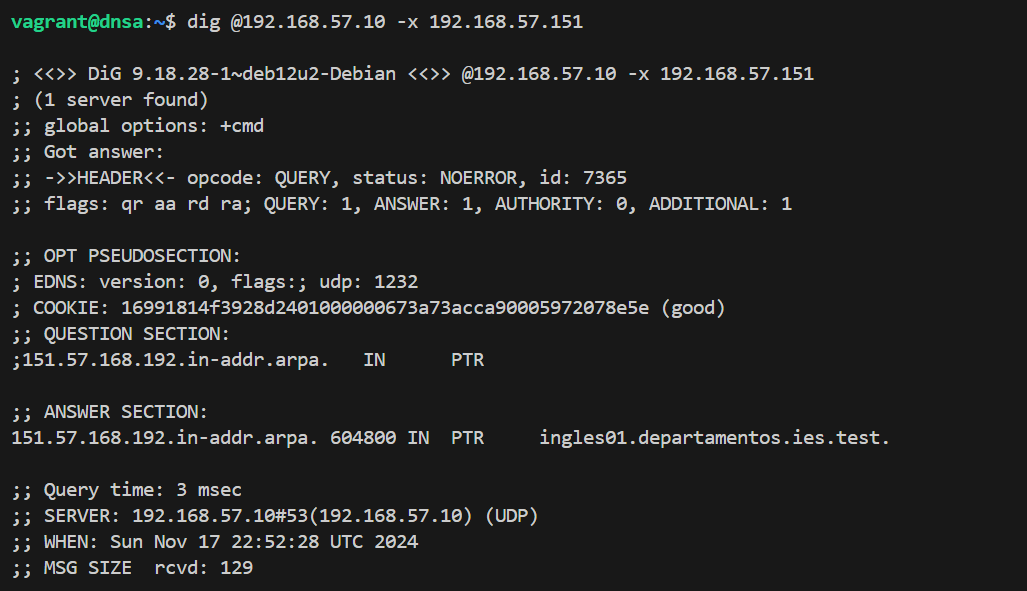 vagrant@dnsa:~$ dig @192.168.57.10 -x 192.168.57.151
; <<>> DiG 9.18.28-1~deb12u2-Debian <<>> @192.168.57.10 -x 192.168.57.151
; (1 server found)
;; global options: +cmd
;; Got answer:
;; ->>HEADER<<- opcode: QUERY, status: NOERROR, id: 7365
;; flags: qr aa rd ra; QUERY: 1, ANSWER: 1, AUTHORITY: 0, ADDITIONAL: 1
;; OPT PSEUDOSECTION:
; EDNS: version: 0, flags:; udp: 1232
; COOKIE: 16991814f3928d2401000000673a73acca90005972078e5e (good)
;; QUESTION SECTION:
;151.57.168.192.in-addr.arpa.   IN      PTR
;; ANSWER SECTION:
151.57.168.192.in-addr.arpa. 604800 IN  PTR     ingles01.departamentos.ies.test.
;; Query time: 3 msec
;; SERVER: 192.168.57.10#53(192.168.57.10) (UDP)
;; WHEN: Sun Nov 17 22:52:28 UTC 2024
;; MSG SIZE  rcvd: 129